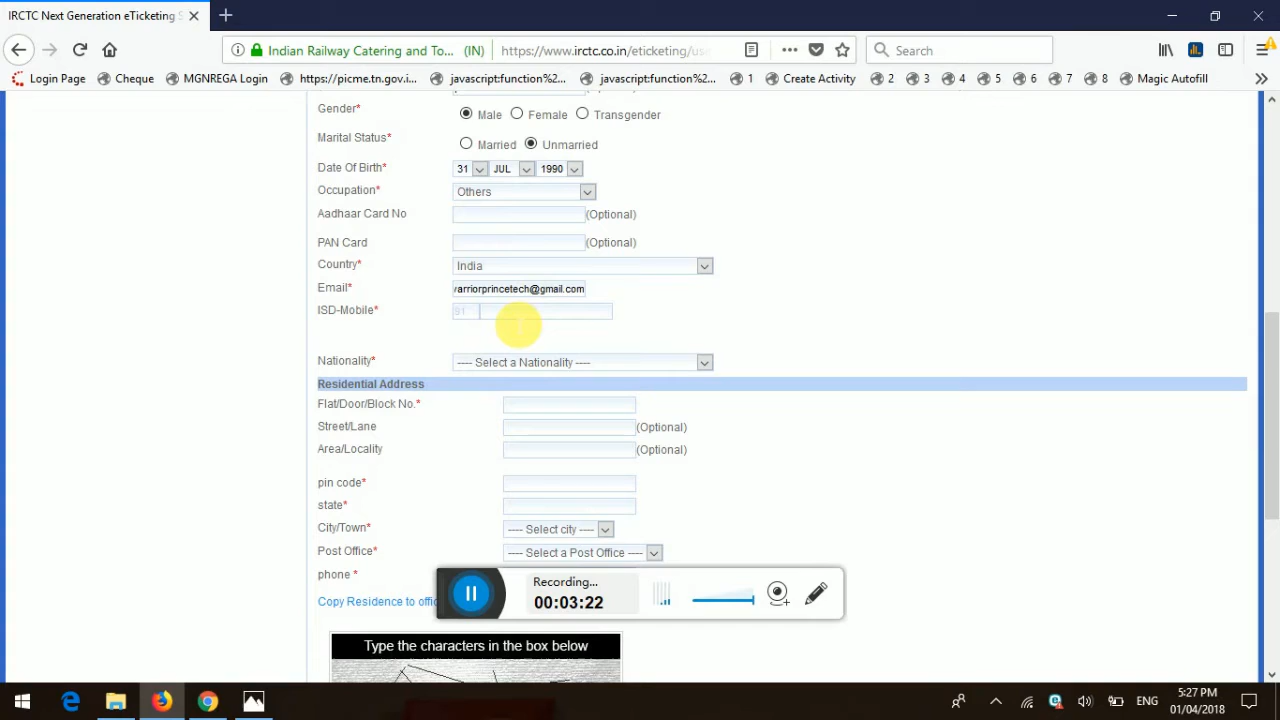 IRCTC Next Generation eTicketing S
Indian Railway Catering and To... (IN) https://www.irctc.co.in/eticketing/use
Search
Login Page Cheque MGNREGA Login https://picme.tn.gov.i... javascript:function%2... javascript:function%2... 1 Create Activity 2 3 4 5 6 7 8 Magic Autofill
Gender* Male Female Transgender
Marital Status* Married Unmarried
Date Of Birth* 31 JUL 1990
Occupation* Others
Aadhaar Card No (Optional)
PAN Card (Optional)
Country* India
Email* varriorprincetech@gmail.com
ISD-Mobile* 91
Nationality* ---- Select a Nationality ----
Residential Address
Flat/Door/Block No.*
Street/Lane (Optional)
Area/Locality (Optional)
pin code*
state*
City/Town* ---- Select city ----
Post Office* ---- Select a Post Office ----
phone *
Copy Residence to offic
Recording...
00:03:22
Type the characters in the box below
ENG
5:27 PM
01/04/2018